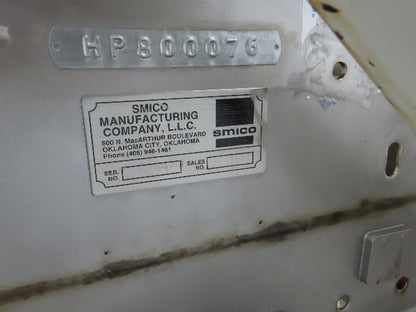 HP800076
SMICO
MANUFACTURING
COMPANY, L.L.C.
500 N. MacARTHUR BOULEVARD
OKLAHOMA CITY, OKLAHOMA
Phone (405) 946-1461
SMICO
SER. NO.
SALES NO.